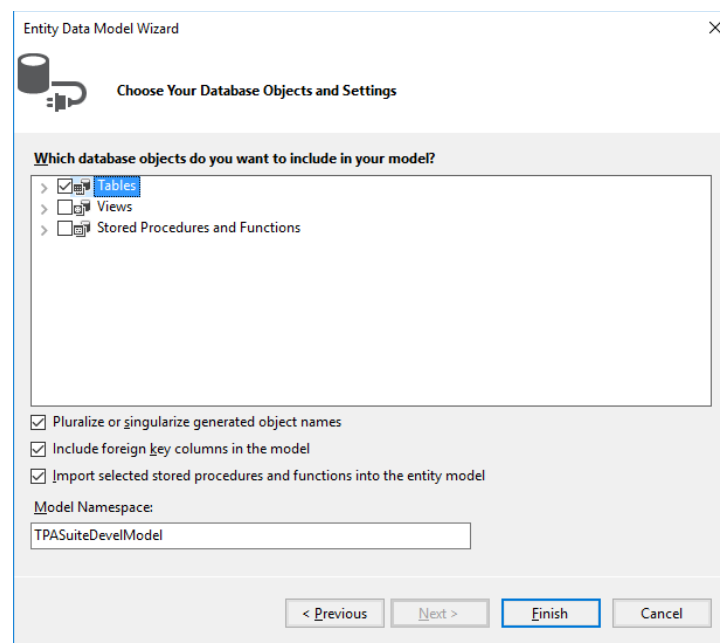 Entity Data Model Wizard
Choose Your Database Objects and Settings
Which database objects do you want to include in your model?
Tables
Views
Stored Procedures and Functions
Pluralize or singularize generated object names
Include foreign key columns in the model
Import selected stored procedures and functions into the entity model
Model Namespace:
TPASuiteDevelModel
< Previous Next > Finish Cancel